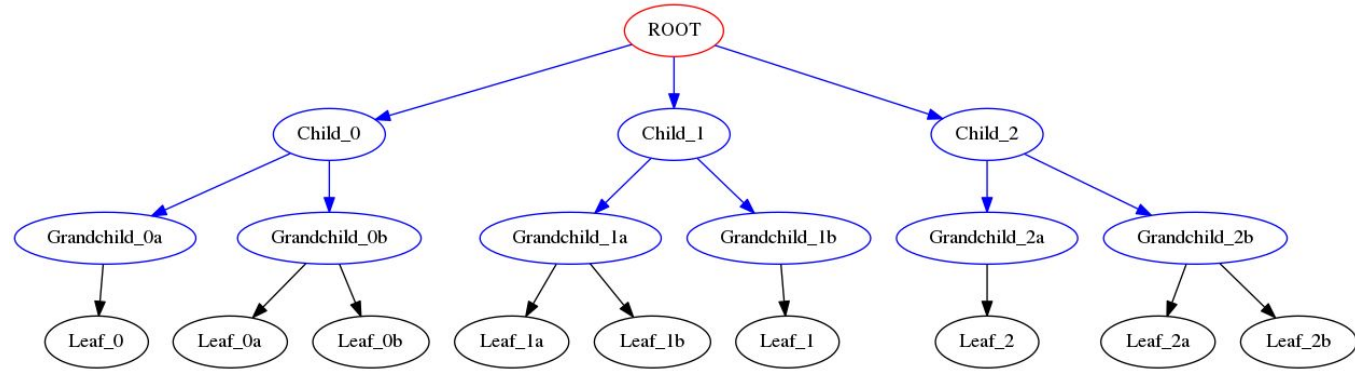 ROOT
Child_0 Child_1 Child_2
Grandchild_0a Grandchild_0b Grandchild_1a Grandchild_1b Grandchild_2a Grandchild_2b
Leaf_0 Leaf_0a Leaf_0b Leaf_1a Leaf_1b Leaf_1 Leaf_2 Leaf_2a Leaf_2b